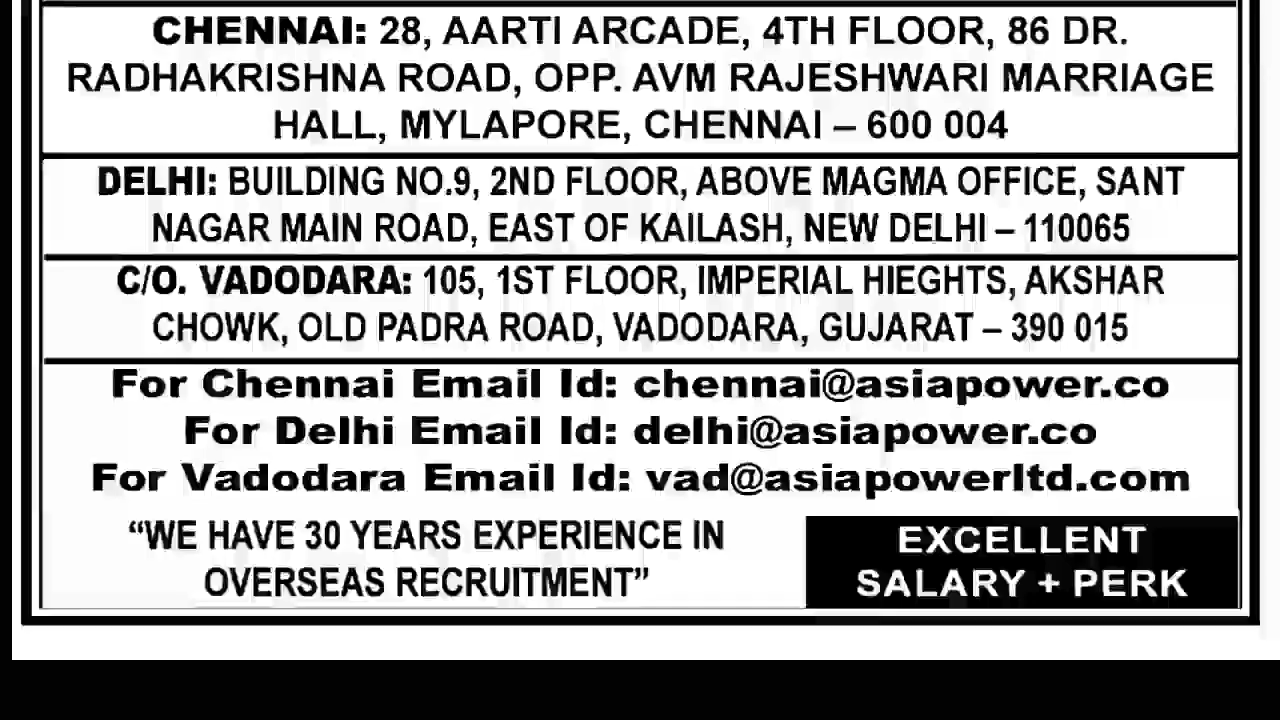 CHENNAI: 28, AARTI ARCADE, 4TH FLOOR, 86 DR.
RADHAKRISHNA ROAD, OPP. AVM RAJESHWARI MARRIAGE
HALL, MYLAPORE, CHENNAI – 600 004
DELHI: BUILDING NO.9, 2ND FLOOR, ABOVE MAGMA OFFICE, SANT
NAGAR MAIN ROAD, EAST OF KAILASH, NEW DELHI – 110065
C/O. VADODARA: 105, 1ST FLOOR, IMPERIAL HIEGHTS, AKSHAR
CHOWK, OLD PADRA ROAD, VADODARA, GUJARAT – 390 015
For Chennai Email Id: chennai@asiapower.co
For Delhi Email Id: delhi@asiapower.co
For Vadodara Email Id: vad@asiapowerltd.com
“WE HAVE 30 YEARS EXPERIENCE IN
OVERSEAS RECRUITMENT”
EXCELLENT
SALARY + PERK